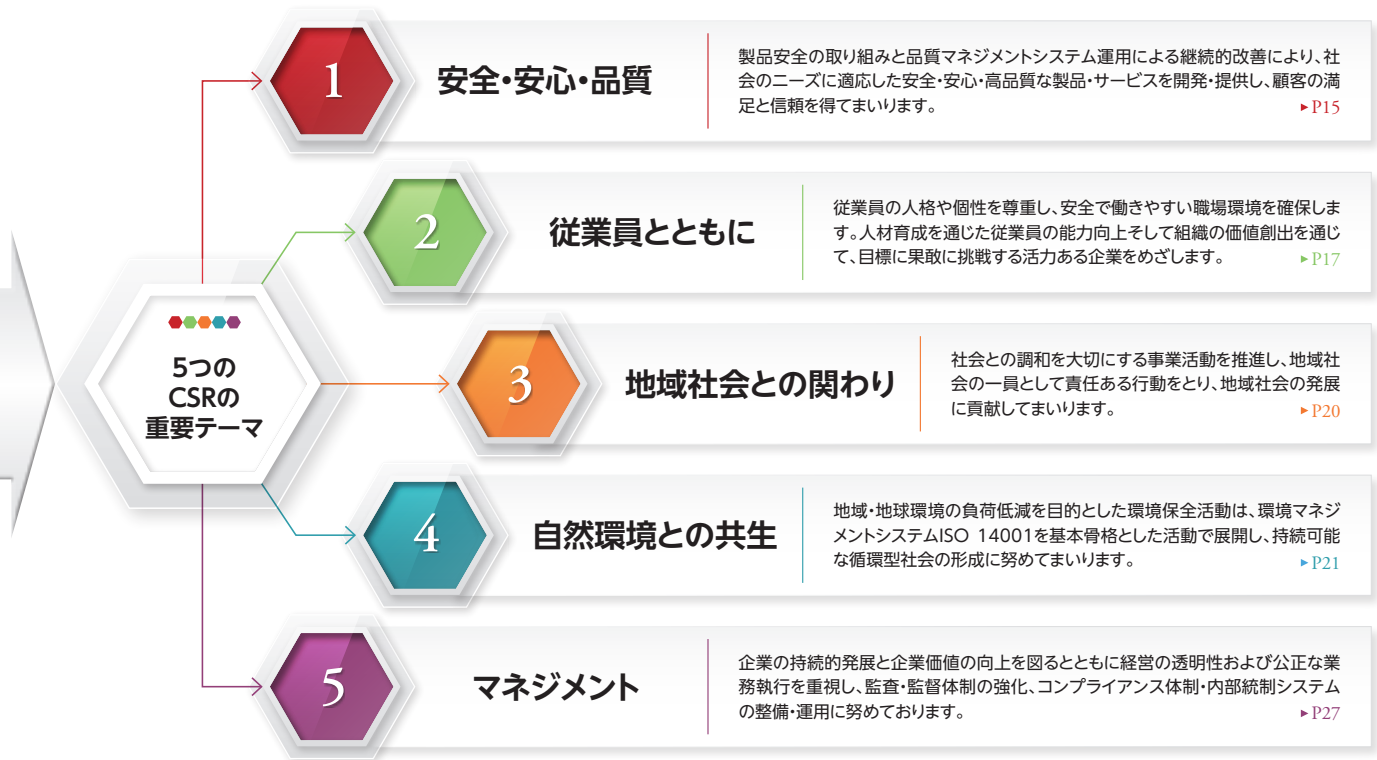 5つの
CSRの
重要テーマ
1
安全・安心・品質
製品安全の取り組みと品質マネジメントシステム運用による継続的改善により、社
会のニーズに適応した安全・安心・高品質な製品・サービスを開発・提供し、顧客の満
足と信頼を得てまいります。 ▶P15
2
従業員とともに
従業員の人格や個性を尊重し、安全で働きやすい職場環境を確保しま
す。人材育成を通じた従業員の能力向上そして組織の価値創出を通じ
て、目標に果敢に挑戦する活力ある企業をめざします。 ▶P17
3
地域社会との関わり
社会との調和を大切にする事業活動を推進し、地域社
会の一員として責任ある行動をとり、地域社会の発展
に貢献してまいります。 ▶P20
4
自然環境との共生
地域・地球環境の負荷低減を目的とした環境保全活動は、環境マネジ
メントシステムISO 14001を基本骨格とした活動で展開し、持続可能
な循環型社会の形成に努めてまいります。 ▶P21
5
マネジメント
企業の持続的発展と企業価値の向上を図るとともに経営の透明性および公正な業
務執行を重視し、監査・監督体制の強化、コンプライアンス体制・内部統制システム
の整備・運用に努めております。 ▶P27